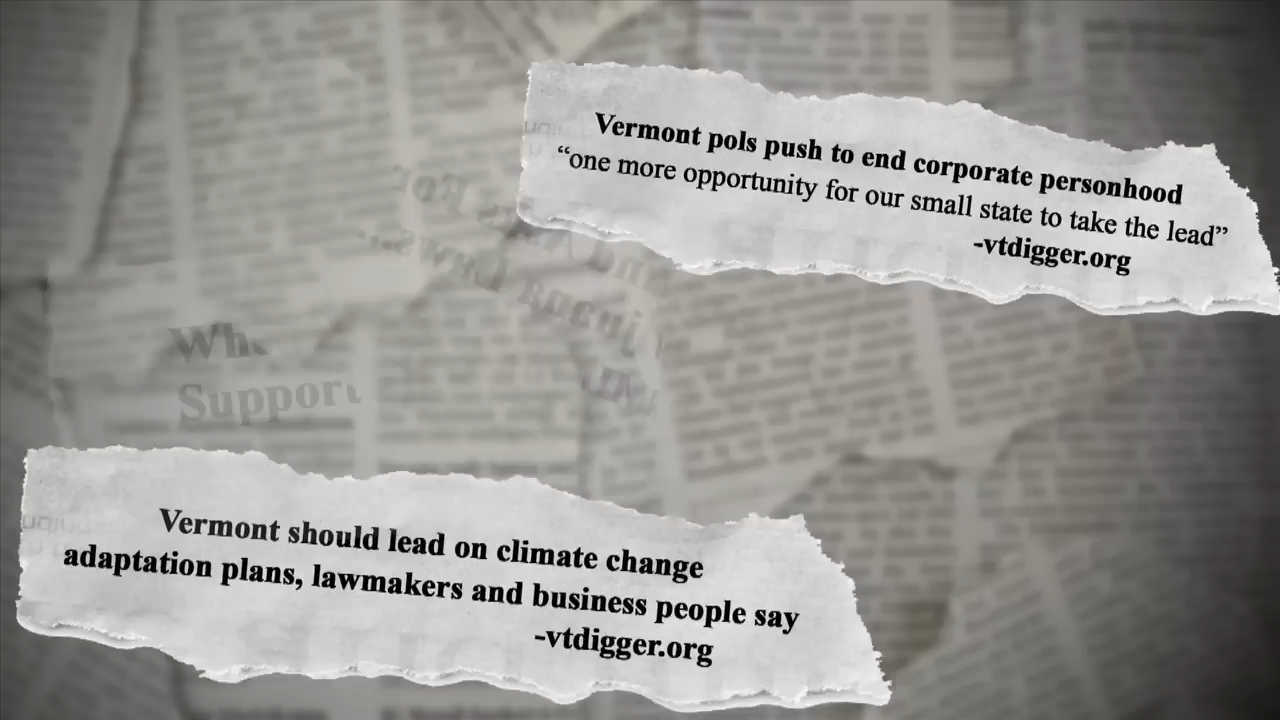 Vermont pols push to end corporate personhood
“one more opportunity for our small state to take the lead”
-vtdigger.org
Support
Vermont should lead on climate change
adaptation plans, lawmakers and business people say
-vtdigger.org